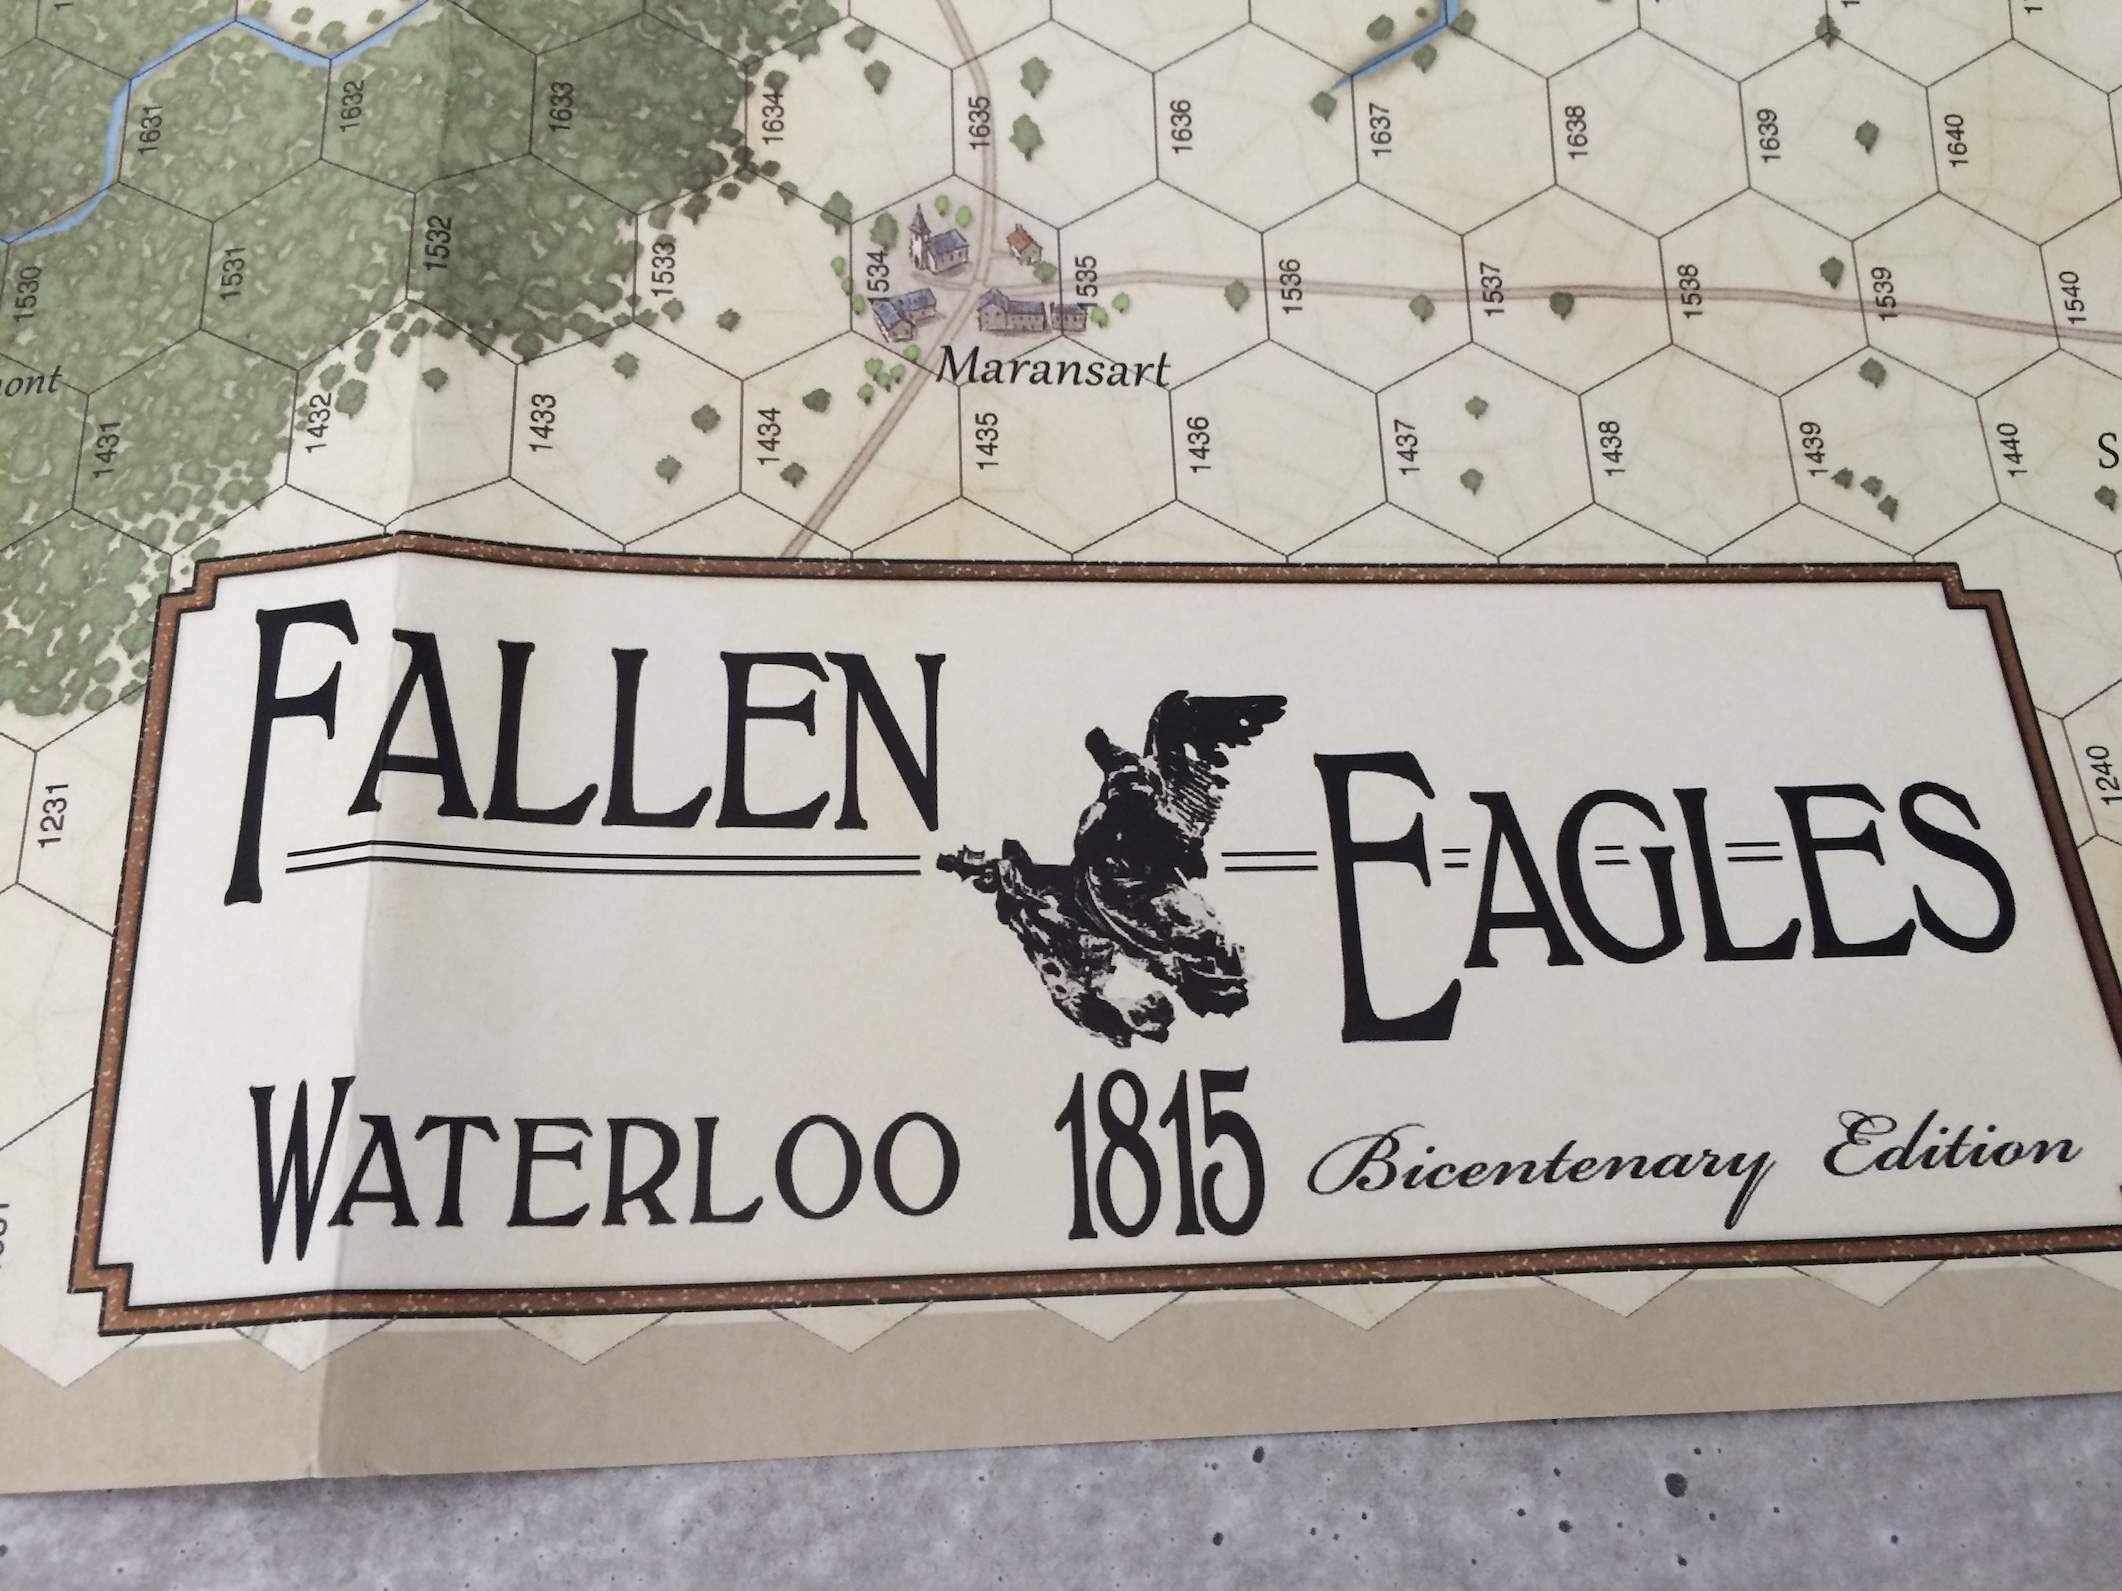 1631 1632 1633 1634 1635 1636 1637 1638 1639 1640
1530 1531 1532 1533 1534 1535 1536 1537 1538 1539 1540
Maransart
1431 1432 1433 1434 1435 1436 1437 1438 1439 1440
1231 1240
FALLEN EAGLES
WATERLOO 1815 Bicentenary Edition